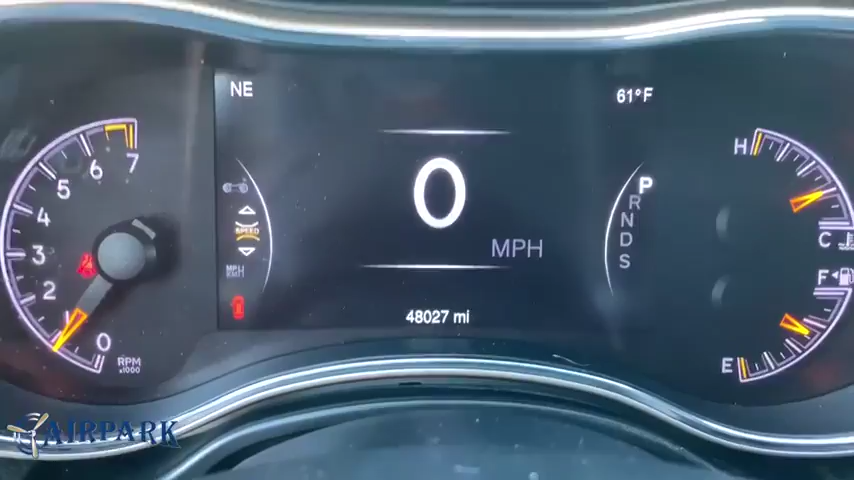 NE
61°F
7
6
5
4
3
2
1
0
RPM
x1000
SPEED
MPH
0
MPH
48027 mi
P
R
N
D
S
H
C
F
E
AIRPARK